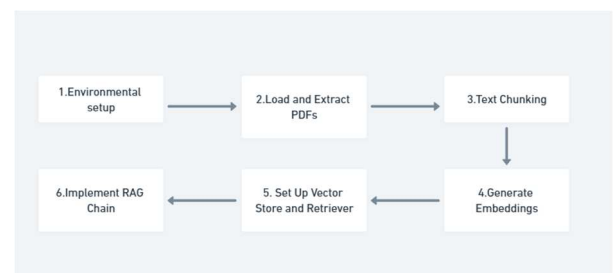 1.Environmental
setup
2.Load and Extract
PDFs
3.Text Chunking
4.Generate
Embeddings
5. Set Up Vector
Store and Retriever
6.Implement RAG
Chain